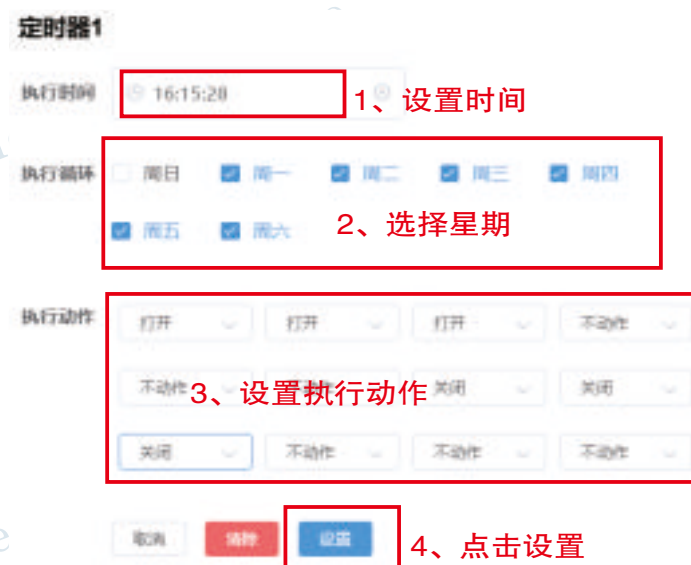 定时器1
执行时间 16:15:28 1、设置时间
执行循环 周日 周一 周二 周三 周四
周五 周六 2、选择星期
执行动作 打开 打开 打开 不动作
不动作 3、设置执行动作 关闭 关闭
关闭 不动作 不动作 不动作
取消 清除 设置 4、点击设置